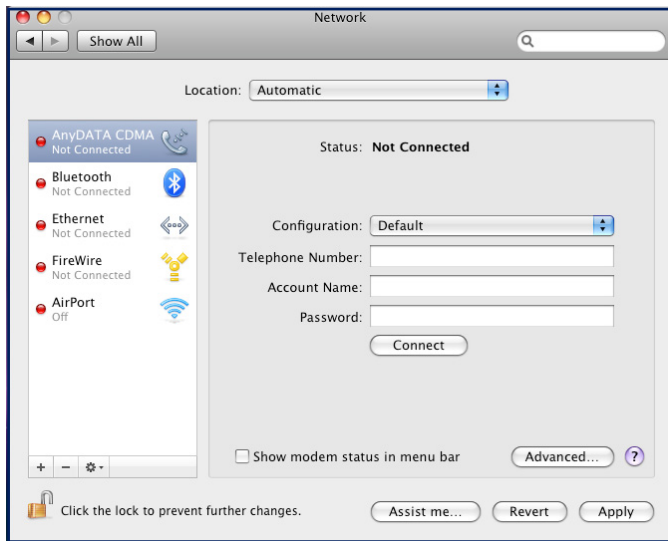 Network
Show All
Location: Automatic
AnyDATA CDMA
Not Connected
Bluetooth
Not Connected
Ethernet
Not Connected
FireWire
Not Connected
AirPort
Off
Status: Not Connected
Configuration: Default
Telephone Number:
Account Name:
Password:
Connect
Show modem status in menu bar
Advanced... ?
Click the lock to prevent further changes.
Assist me... Revert Apply